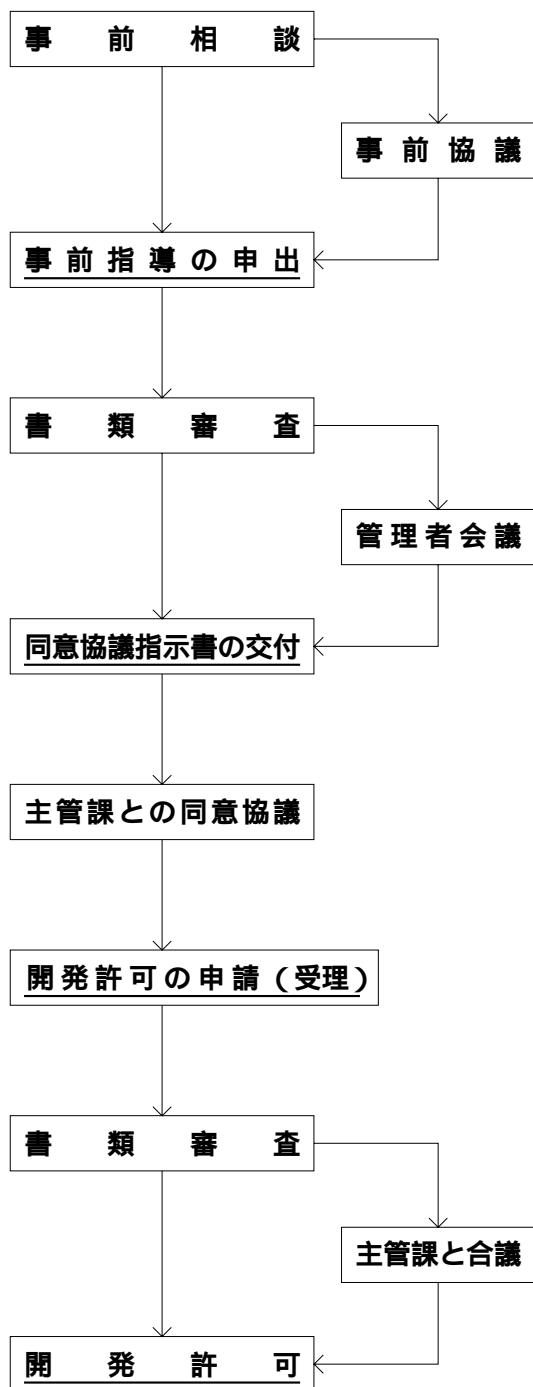 事前相談
事前協議
事前指導の申出
書類審査
管理者会議
同意協議指示書の交付
主管課との同意協議
開発許可の申請（受理）
書類審査
主管課と合議
開発許可